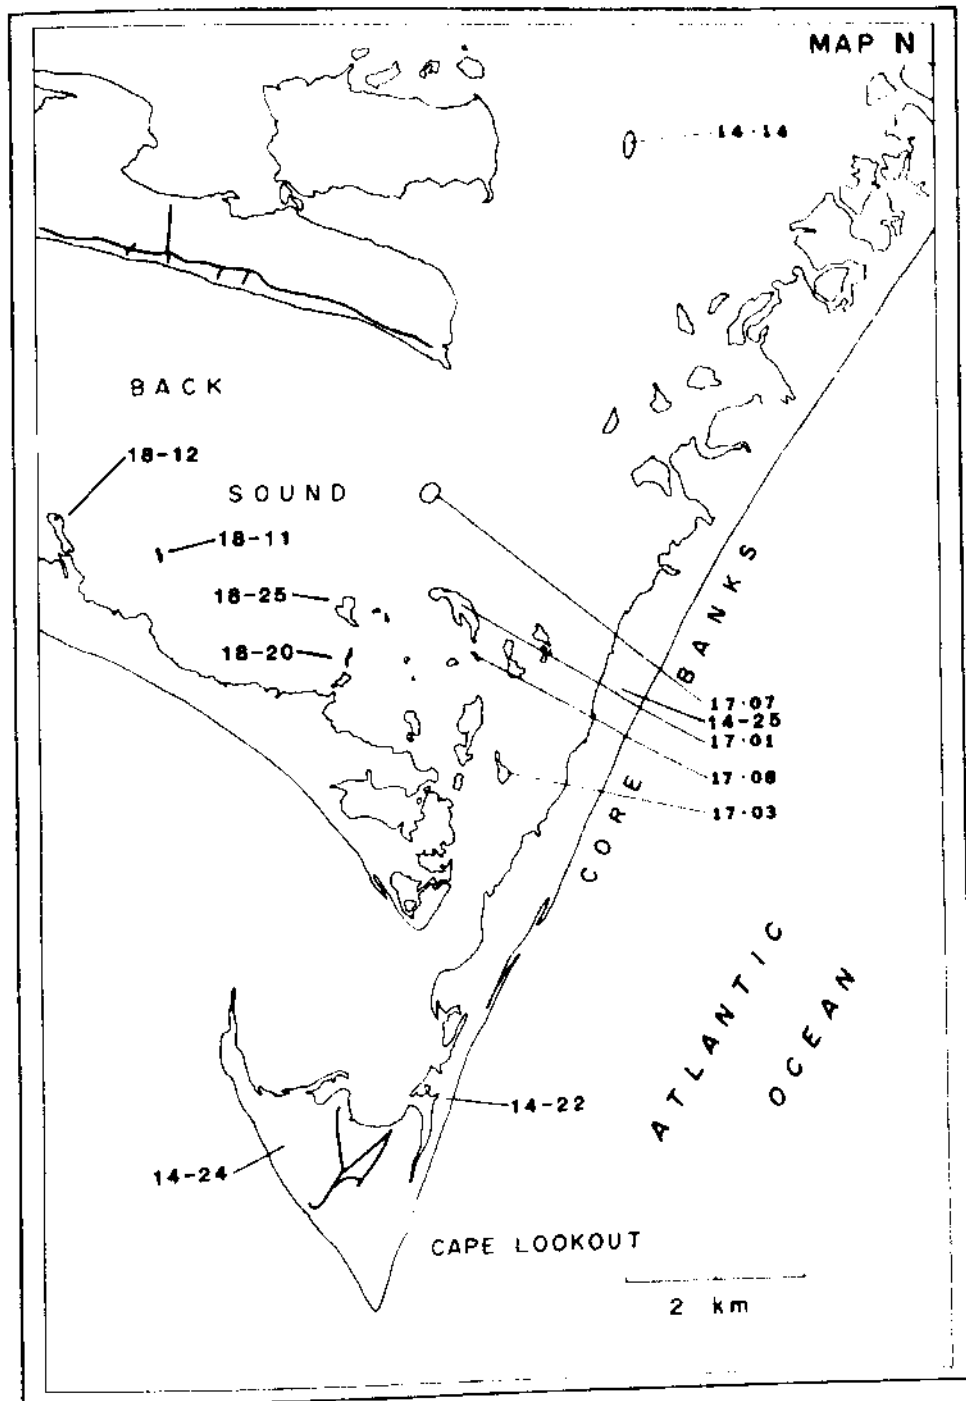 MAP N
14-14
BACK
18-12
SOUND
18-11
18-25
18-20
CORE BANKS
17-07
14-25
17-01
17-08
17-03
ATLANTIC
OCEAN
14-22
14-24
CAPE LOOKOUT
2 km